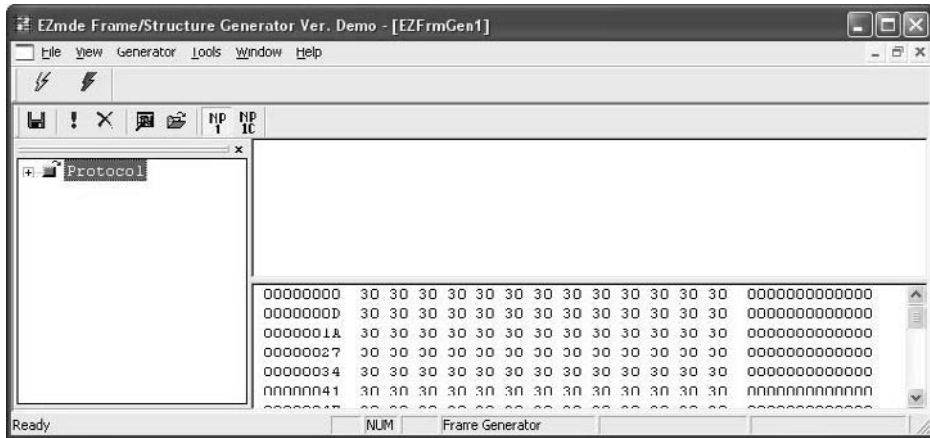 EZmde Frame/Structure Generator Ver. Demo - [EZFrmGen1]
File View Generator Tools Window Help
NP 1 NP 1C
Protocol
00000000 30 30 30 30 30 30 30 30 30 30 30 30 30 0000000000000
0000000D 30 30 30 30 30 30 30 30 30 30 30 30 30 0000000000000
0000001A 30 30 30 30 30 30 30 30 30 30 30 30 30 0000000000000
00000027 30 30 30 30 30 30 30 30 30 30 30 30 30 0000000000000
00000034 30 30 30 30 30 30 30 30 30 30 30 30 30 0000000000000
00000041 30 30 30 30 30 30 30 30 30 30 30 30 30 0000000000000
Ready NUM Frame Generator